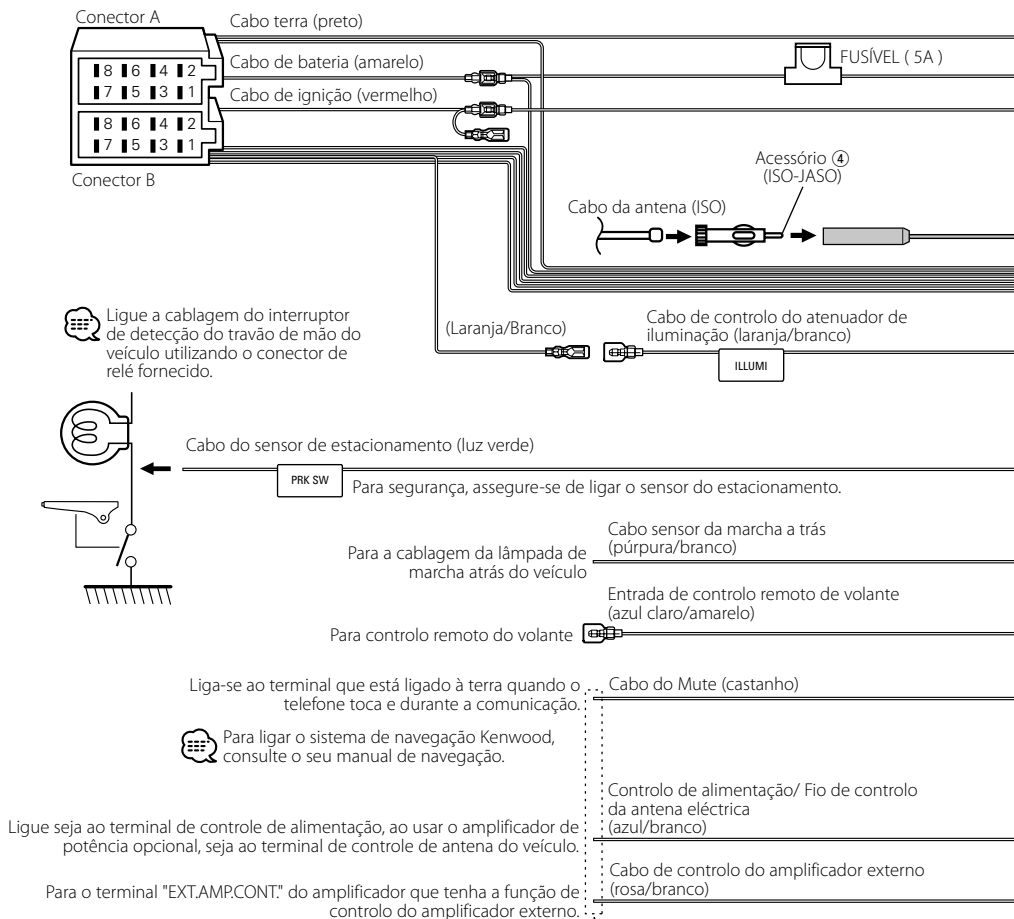 Conector A
Cabo terra (preto)
Cabo de bateria (amarelo)
FUSÍVEL ( 5A )
8 6 4 2
7 5 3 1
Cabo de ignição (vermelho)
8 6 4 2
7 5 3 1
Conector B
Acessório ④
(ISO-JASO)
Cabo da antena (ISO)
Ligue a cablagem do interruptor
de detecção do travão de mão do
veículo utilizando o conector de
relé fornecido.
(Laranja/Branco)
Cabo de controlo do atenuador de
iluminação (laranja/branco)
ILLUMI
Cabo do sensor de estacionamento (luz verde)
PRK SW
Para segurança, assegure-se de ligar o sensor do estacionamento.
Para a cablagem da lâmpada de
marcha atrás do veículo
Cabo sensor da marcha a trás
(púrpura/branco)
Entrada de controlo remoto de volante
(azul claro/amarelo)
Para controlo remoto do volante
Liga-se ao terminal que está ligado à terra quando o
telefone toca e durante a comunicação.
Cabo do Mute (castanho)
Para ligar o sistema de navegação Kenwood,
consulte o seu manual de navegação.
Controlo de alimentação/ Fio de controlo
da antena eléctrica
(azul/branco)
Ligue seja ao terminal de controle de alimentação, ao usar o amplificador de
potência opcional, seja ao terminal de controle de antena do veículo.
Cabo de controlo do amplificador externo
(rosa/branco)
Para o terminal "EXT.AMP.CONT." do amplificador que tenha a função de
controlo do amplificador externo.